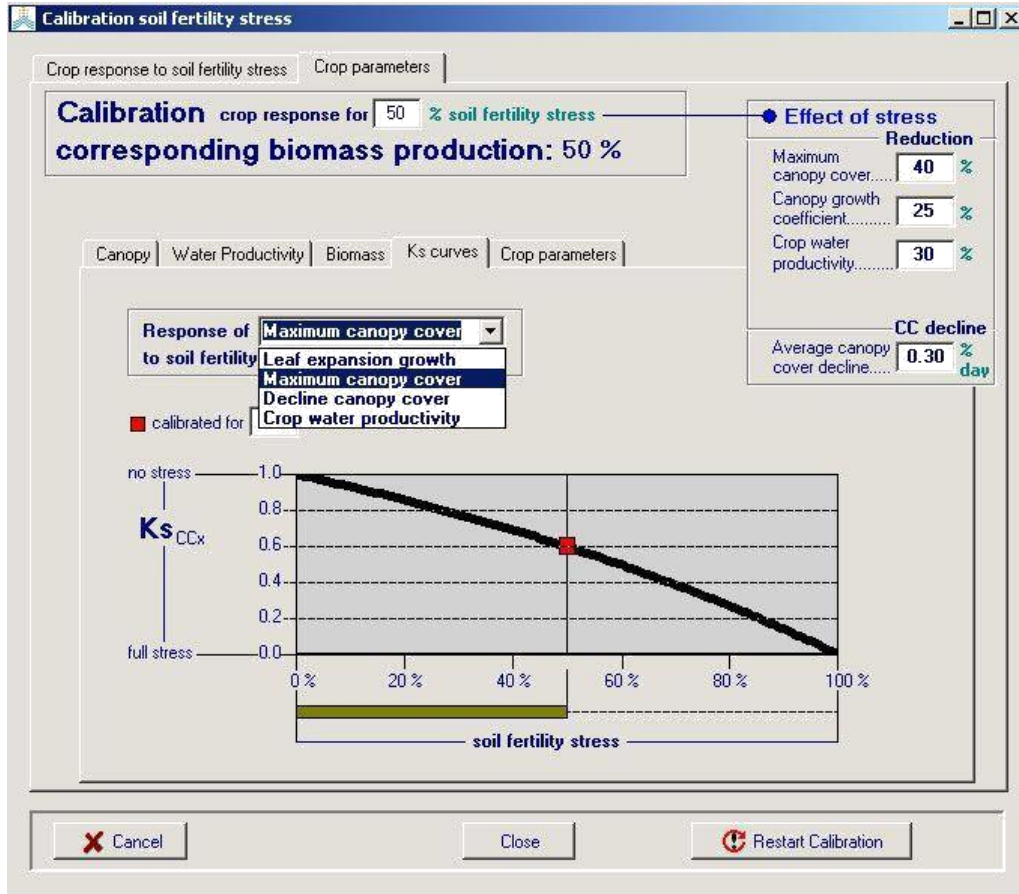 Calibration soil fertility stress
Crop response to soil fertility stress
Crop parameters
Calibration crop response for 50 % soil fertility stress
corresponding biomass production: 50 %
Effect of stress
Reduction
Maximum
canopy cover..... 40 %
Canopy growth
coefficient.......... 25 %
Crop water
productivity......... 30 %
CC decline
Average canopy
cover decline..... 0.30 %
day
Canopy
Water Productivity
Biomass
Ks curves
Crop parameters
Response of Maximum canopy cover
to soil fertility
Leaf expansion growth
Maximum canopy cover
Decline canopy cover
Crop water productivity
calibrated for
no stress
Ks CCx
full stress
1.0
0.8
0.6
0.4
0.2
0.0
0 % 20 % 40 % 60 % 80 % 100 %
soil fertility stress
Cancel
Close
Restart Calibration